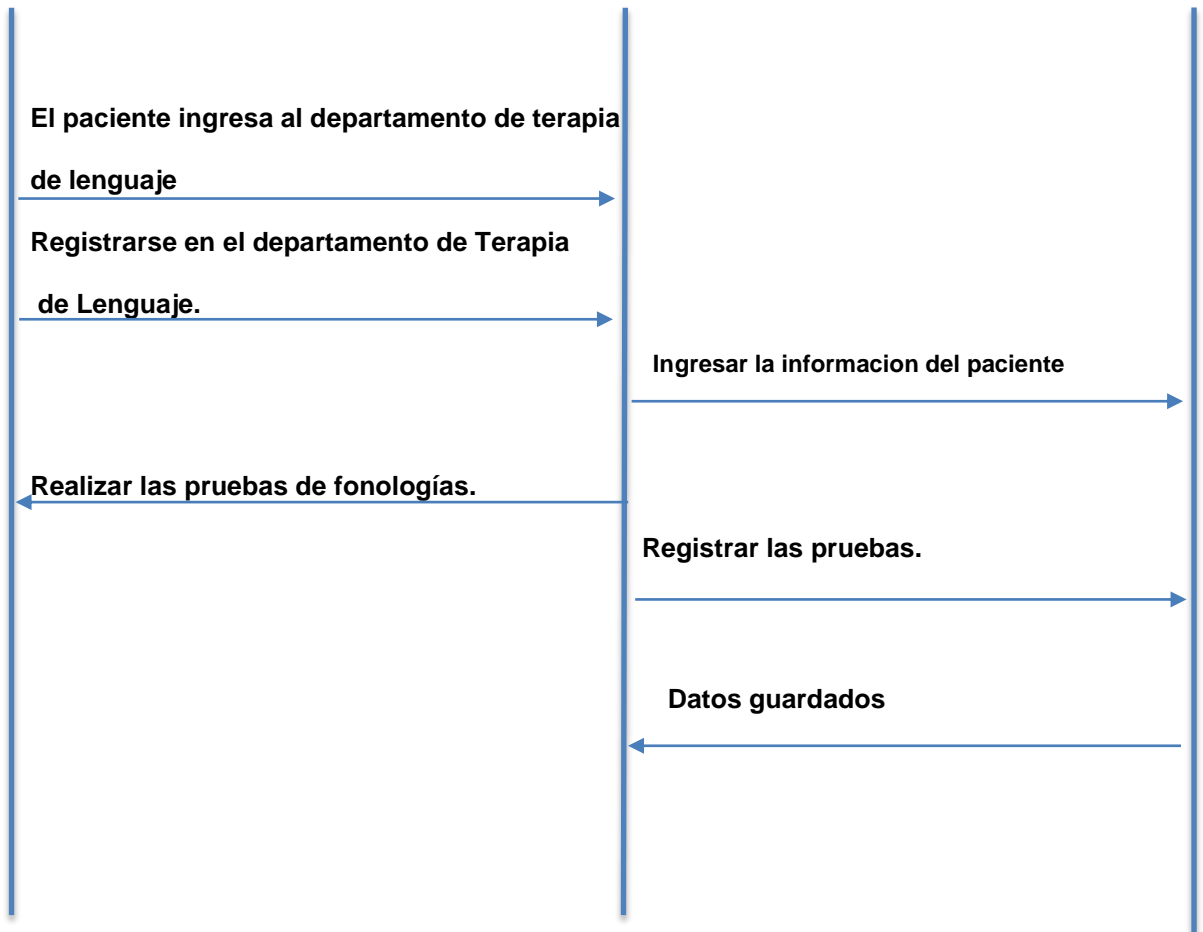 El paciente ingresa al departamento de terapia
de lenguaje
Registrarse en el departamento de Terapia
de Lenguaje.
Ingresar la informacion del paciente
Realizar las pruebas de fonologías.
Registrar las pruebas.
Datos guardados